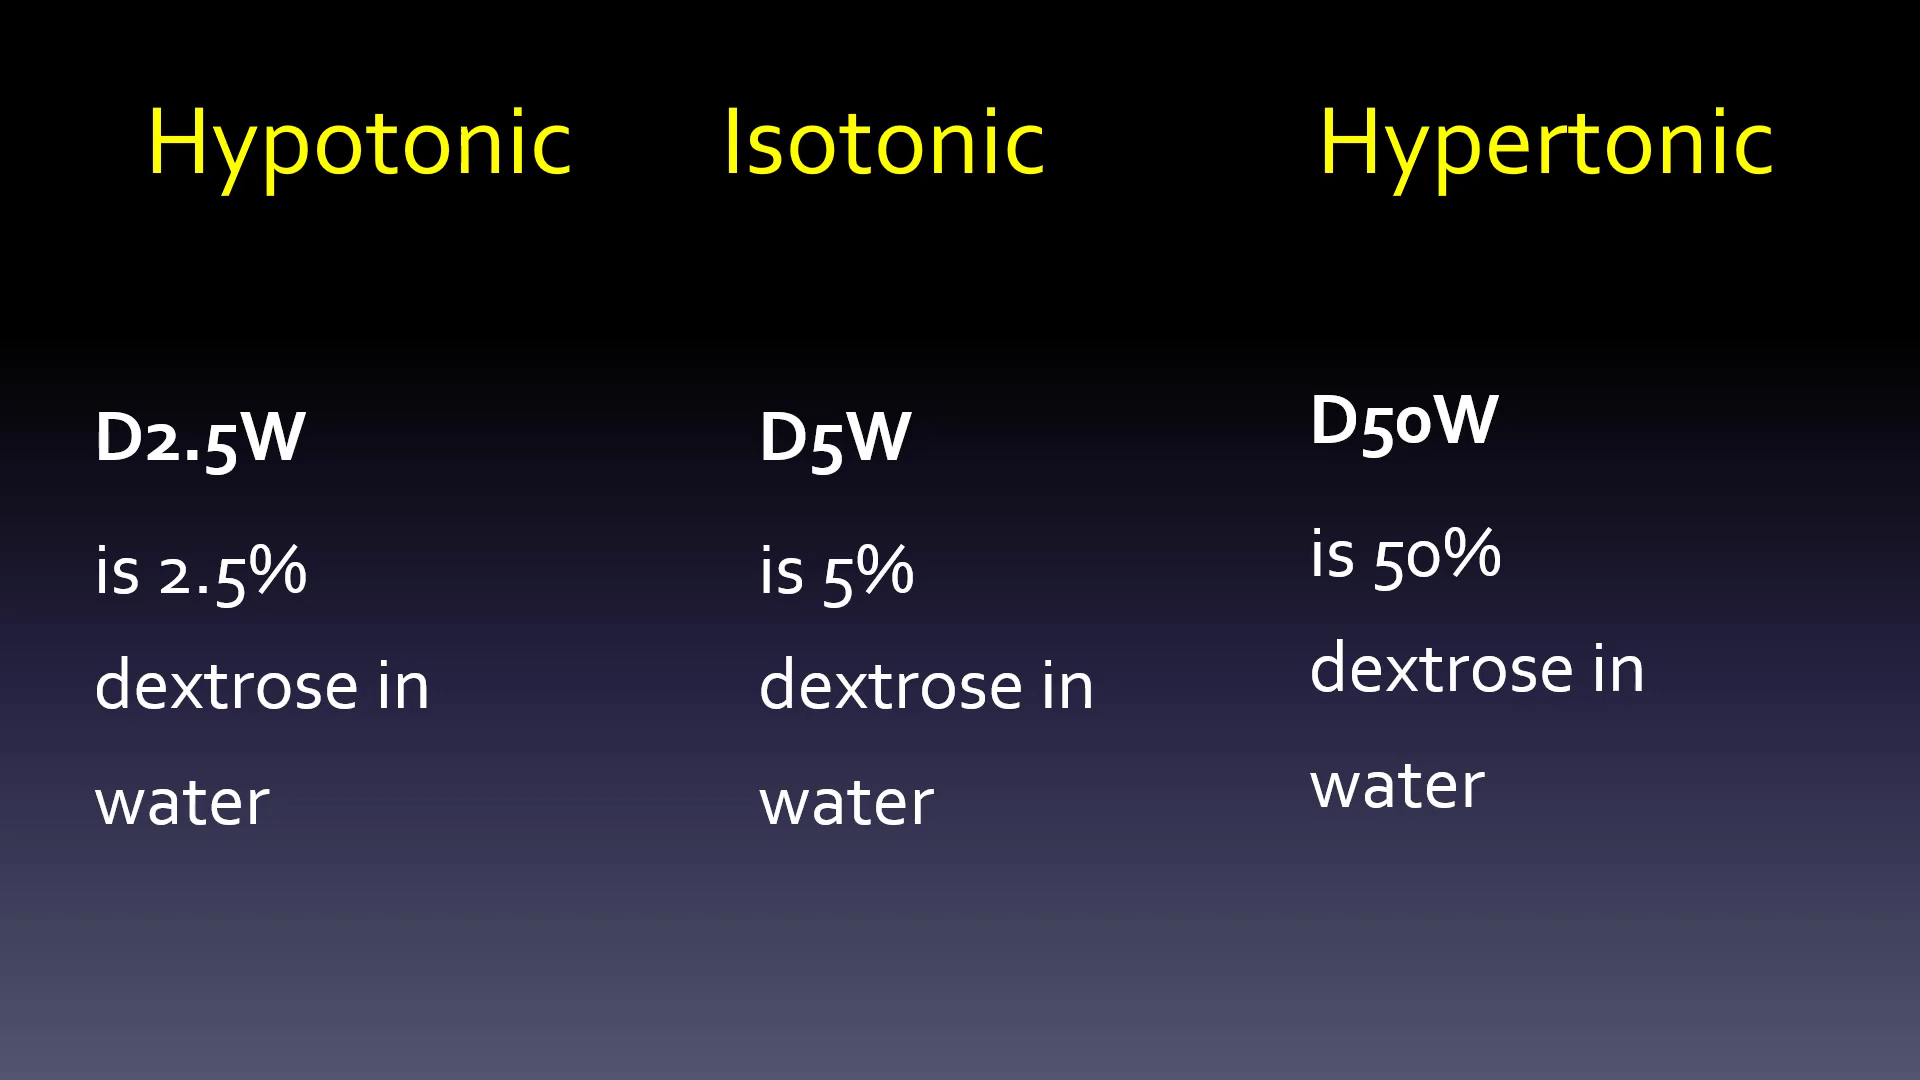 Hypotonic
Isotonic
Hypertonic
D2.5W
is 2.5%
dextrose in
water
D5W
is 5%
dextrose in
water
D50W
is 50%
dextrose in
water